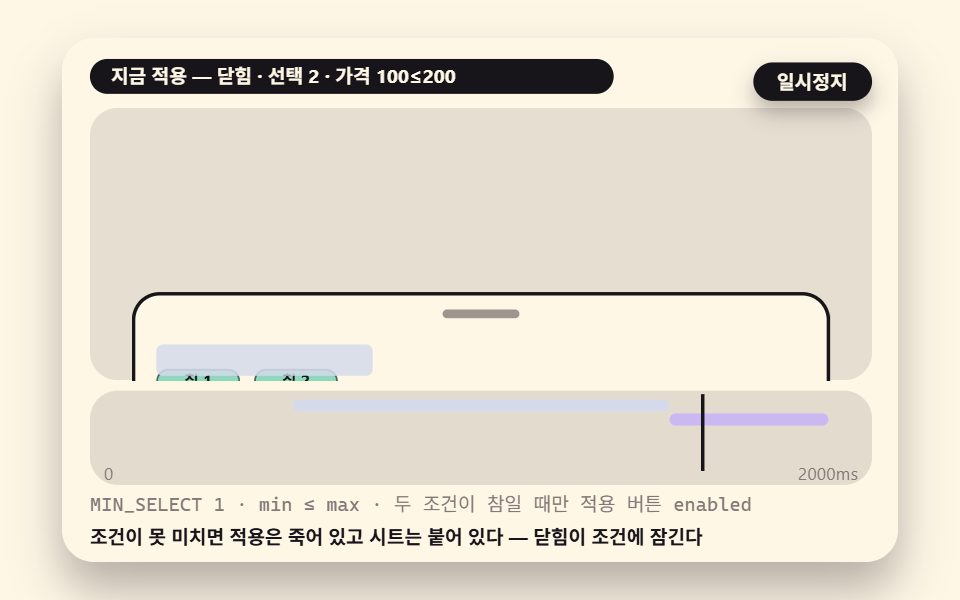 지금 적용 — 닫힘 · 선택 2 · 가격 100≤200
일시정지
0
2000ms
MIN_SELECT 1 · min ≤ max · 두 조건이 참일 때만 적용 버튼 enabled
조건이 못 미치면 적용은 죽어 있고 시트는 붙어 있다 — 닫힘이 조건에 잠긴다